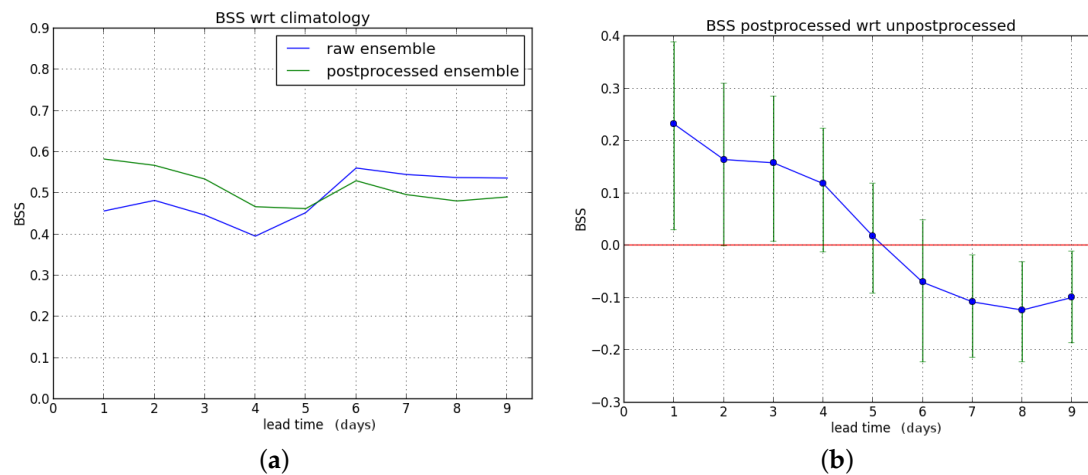 BSS wrt climatology
raw ensemble
postprocessed ensemble
BSS
0.9
0.8
0.7
0.6
0.5
0.4
0.3
0.2
0.1
0.0
0 1 2 3 4 5 6 7 8 9
lead time (days)
(a)
BSS postprocessed wrt unpostprocessed
BSS
0.4
0.3
0.2
0.1
0.0
−0.1
−0.2
−0.3
0 1 2 3 4 5 6 7 8 9
lead time (days)
(b)